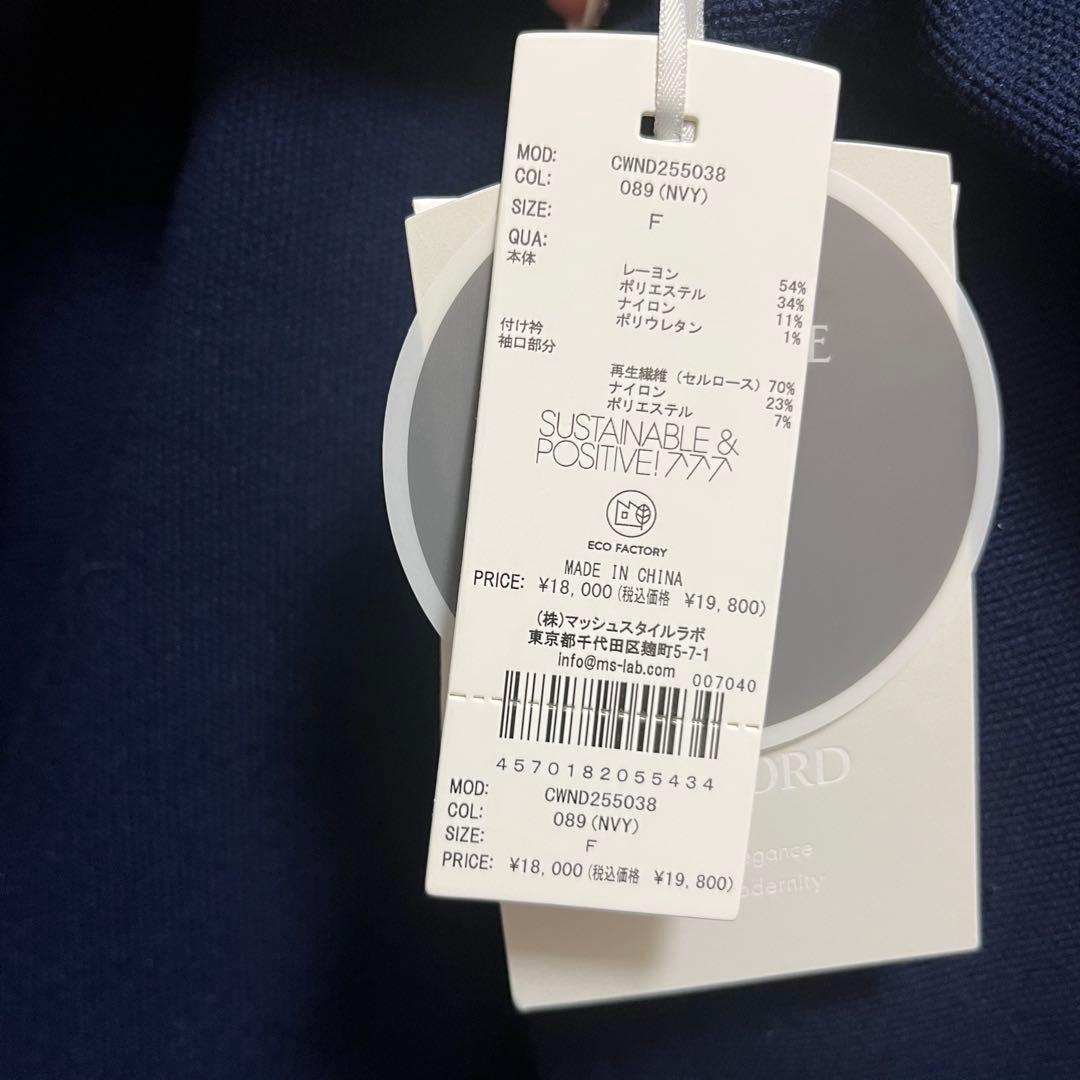 MOD: CWND255038
COL: 089(NVY)
SIZE: F
QUA:
本体
レーヨン 54%
ポリエステル 34%
ナイロン 11%
ポリウレタン 1%
付け衿
袖口部分
再生繊維（セルロース） 70%
ナイロン 23%
ポリエステル 7%
SUSTAINABLE &
POSITIVE!
ECO FACTORY
MADE IN CHINA
PRICE: ¥18,000(税込価格 ¥19,800)
(株)マッシュスタイルラボ
東京都千代田区麹町5-7-1
info@ms-lab.com
007040
4570182055434
MOD: CWND255038
COL: 089(NVY)
SIZE: F
PRICE: ¥18,000(税込価格 ¥19,800)